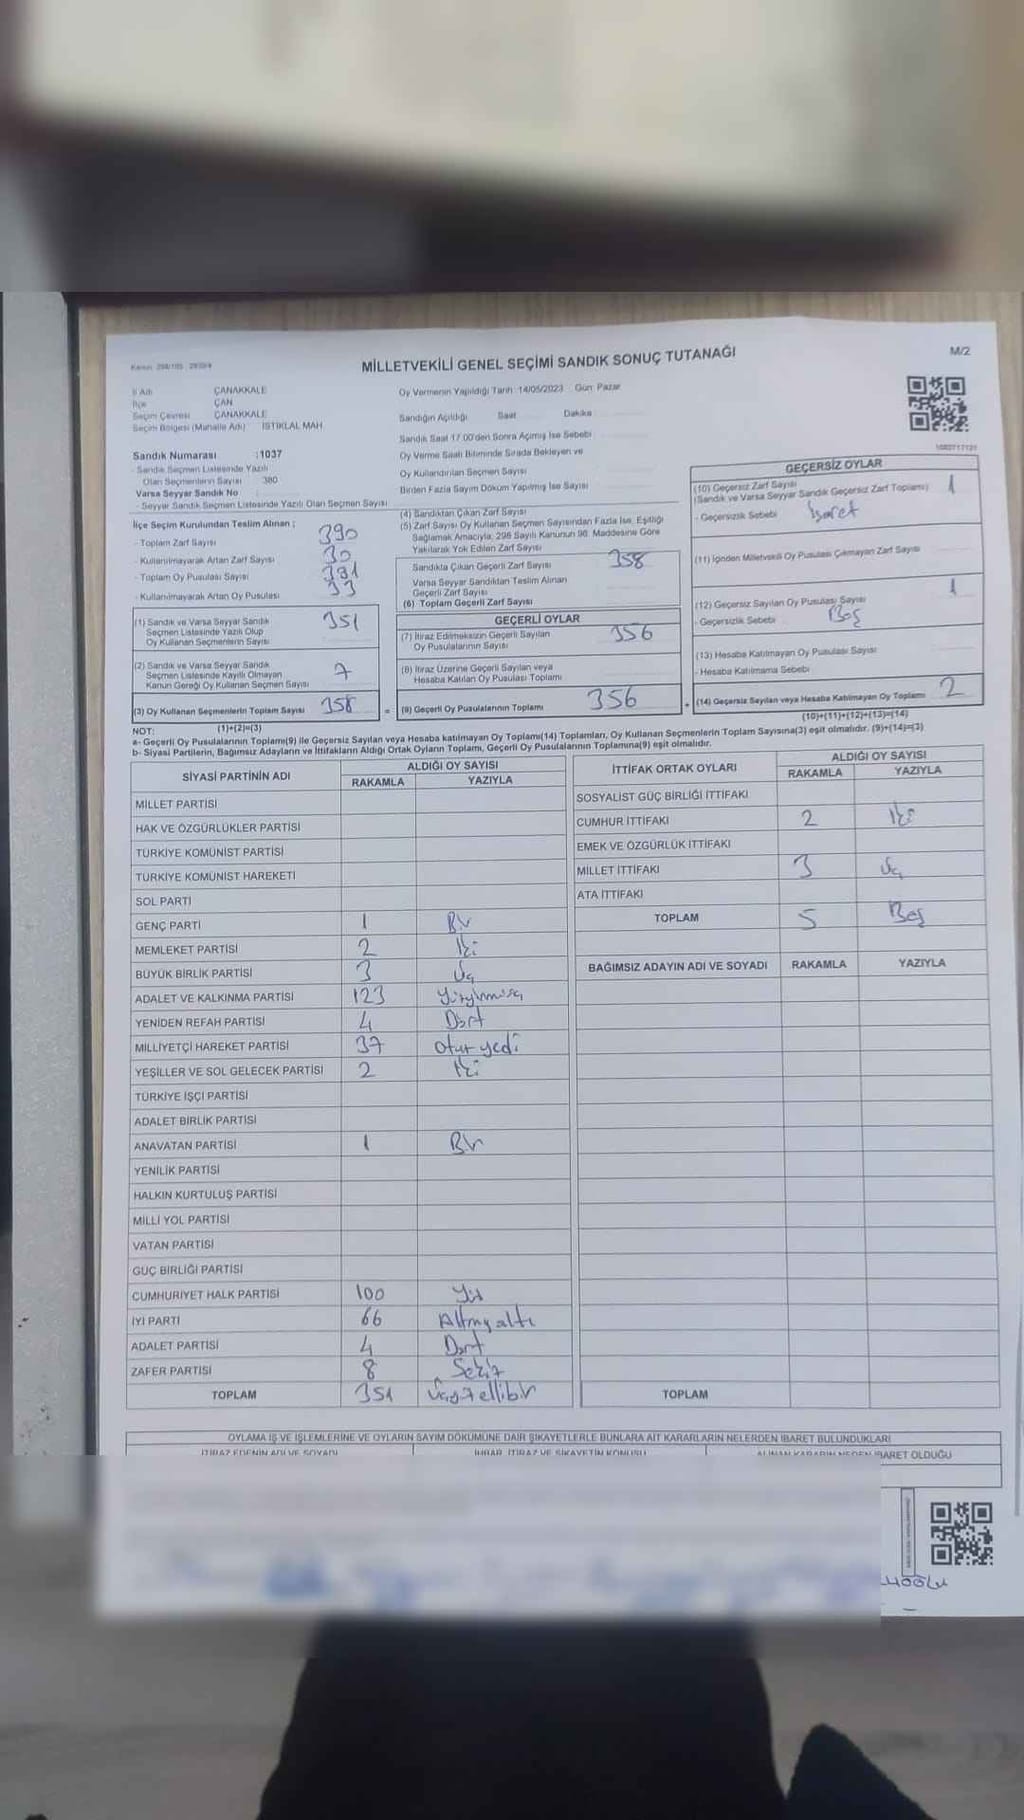 MİLLETVEKİLİ GENEL SEÇİMİ SANDIK SONUÇ TUTANAĞI
M/2
İl Adı ÇANAKKALE
İlçe ÇAN
Seçim Çevresi ÇANAKKALE
Seçim Bölgesi (Mahalle Adı) İSTİKLAL MAH
Sandık Numarası :1037
- Sandık Seçmen Listesinde Yazılı
Olan Seçmenlerin Sayısı 380
Varsa Seyyar Sandık No
- Seyyar Sandık Seçmen Listesinde Yazılı Olan Seçmen Sayısı
Oy Vermenin Yapıldığı Tarih :14/05/2023 Gün: Pazar
Sandığın Açıldığı Saat Dakika
Sandık Saat 17:00'den Sonra Açılmış İse Sebebi
Oy Verme Saati Bitiminde Sırada Bekleyen ve
Oy Kullandırılan Seçmen Sayısı
Birden Fazla Sayım Döküm Yapılmış İse Sayısı
İlçe Seçim Kurulundan Teslim Alınan ;
- Toplam Zarf Sayısı 390
- Kullanılmayarak Artan Zarf Sayısı 30
- Toplam Oy Pusulası Sayısı 391
- Kullanılmayarak Artan Oy Pusulası 33
(1) Sandık ve Varsa Seyyar Sandık
Seçmen Listesinde Yazılı Olup
Oy Kullanan Seçmenlerin Sayısı 351
(2) Sandık ve Varsa Seyyar Sandık
Seçmen Listesinde Kayıtlı Olmayan
Kanun Gereği Oy Kullanan Seçmen Sayısı 7
(3) Oy Kullanan Seçmenlerin Toplam Sayısı 358
(1)+(2)=(3)
(4) Sandıktan Çıkan Zarf Sayısı
(5) Zarf Sayısı Oy Kullanan Seçmen Sayısından Fazla İse, Eşitliği
Sağlamak Amacıyla; 298 Sayılı Kanunun 98. Maddesine Göre
Yakılarak Yok Edilen Zarf Sayısı
Sandıkta Çıkan Geçerli Zarf Sayısı 358
Varsa Seyyar Sandıktan Teslim Alınan
Geçerli Zarf Sayısı
(6) Toplam Geçerli Zarf Sayısı
GEÇERLİ OYLAR
(7) İtiraz Edilmeksizin Geçerli Sayılan
Oy Pusulalarının Sayısı 356
(8) İtiraz Üzerine Geçerli Sayılan veya
Hesaba Katılan Oy Pusulası Toplamı
= (9) Geçerli Oy Pusulalarının Toplamı 356
GEÇERSİZ OYLAR
(10) Geçersiz Zarf Sayısı
(Sandık ve Varsa Seyyar Sandık Geçersiz Zarf Toplamı) 1
- Geçersizlik Sebebi İşaret
(11) İçinden Milletvekili Oy Pusulası Çıkmayan Zarf Sayısı
(12) Geçersiz Sayılan Oy Pusulası Sayısı 1
- Geçersizlik Sebebi Boş
(13) Hesaba Katılmayan Oy Pusulası Sayısı
- Hesaba Katılmama Sebebi
+ (14) Geçersiz Sayılan veya Hesaba Katılmayan Oy Toplamı 2
(10)+(11)+(12)+(13)=(14)
NOT:
a- Geçerli Oy Pusulalarının Toplamı(9) ile Geçersiz Sayılan veya Hesaba katılmayan Oy Toplamı(14) Toplamları, Oy Kullanan Seçmenlerin Toplam Sayısına(3) eşit olmalıdır. (9)+(14)=(3)
b- Siyasi Partilerin, Bağımsız Adayların ve İttifakların Aldığı Ortak Oyların Toplamı, Geçerli Oy Pusulalarının Toplamına(9) eşit olmalıdır.
SİYASİ PARTİNİN ADI ALDIĞI OY SAYISI
RAKAMLA YAZIYLA
MİLLET PARTİSİ
HAK VE ÖZGÜRLÜKLER PARTİSİ
TÜRKİYE KOMÜNİST PARTİSİ
TÜRKİYE KOMÜNİST HAREKETİ
SOL PARTİ
GENÇ PARTİ 1 Bir
MEMLEKET PARTİSİ 2 İki
BÜYÜK BİRLİK PARTİSİ 3 Üç
ADALET VE KALKINMA PARTİSİ 123
YENİDEN REFAH PARTİSİ 4 Dört
MİLLİYETÇİ HAREKET PARTİSİ 37 otuz yedi
YEŞİLLER VE SOL GELECEK PARTİSİ 2 İki
TÜRKİYE İŞÇİ PARTİSİ
ADALET BİRLİK PARTİSİ
ANAVATAN PARTİSİ 1 Bir
YENİLİK PARTİSİ
HALKIN KURTULUŞ PARTİSİ
MİLLİ YOL PARTİSİ
VATAN PARTİSİ
GÜÇ BİRLİĞİ PARTİSİ
CUMHURİYET HALK PARTİSİ 100 Yüz
İYİ PARTİ 66 Altmış altı
ADALET PARTİSİ 4 Dört
ZAFER PARTİSİ 8 Sekiz
TOPLAM 351 Üçyüzellibir
İTTİFAK ORTAK OYLARI ALDIĞI OY SAYISI
RAKAMLA YAZIYLA
SOSYALİST GÜÇ BİRLİĞİ İTTİFAKI
CUMHUR İTTİFAKI 2 İki
EMEK VE ÖZGÜRLÜK İTTİFAKI
MİLLET İTTİFAKI 3 Üç
ATA İTTİFAKI
TOPLAM 5 Beş
BAĞIMSIZ ADAYIN ADI VE SOYADI RAKAMLA YAZIYLA
TOPLAM
OYLAMA İŞ VE İŞLEMLERİNE VE OYLARIN SAYIM DÖKÜMÜNE DAİR ŞİKAYETLERLE BUNLARA AİT KARARLARIN NELERDEN İBARET BULUNDUKLARI
İTİRAZ EDENİN ADI VE SOYADI İHBAR, İTİRAZ VE ŞİKAYETİN KONUSU ALINAN KARARIN NEDEN İBARET OLDUĞU